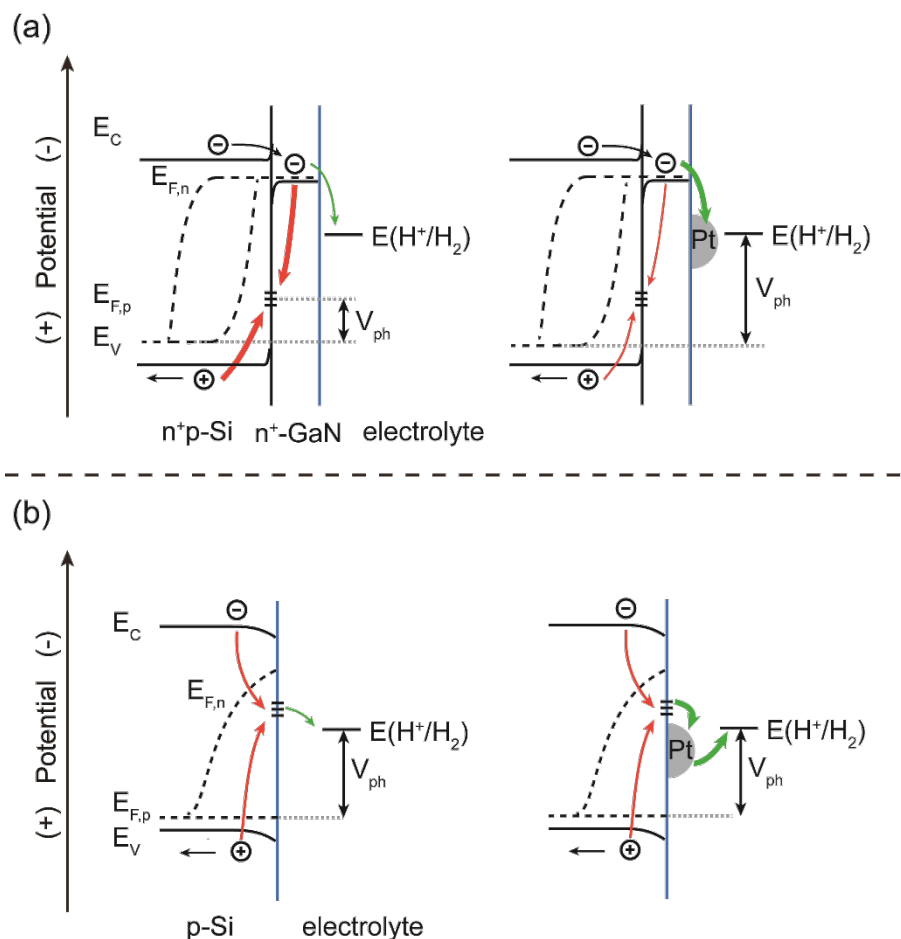 (a)
(+) Potential (-)
E_C
E_F,n
E_F,p
E_V
E(H⁺/H₂)
V_ph
Pt
E(H⁺/H₂)
V_ph
n⁺p-Si n⁺-GaN electrolyte
(b)
(+) Potential (-)
E_C
E_F,n
E_F,p
E_V
E(H⁺/H₂)
V_ph
Pt
E(H⁺/H₂)
V_ph
p-Si electrolyte